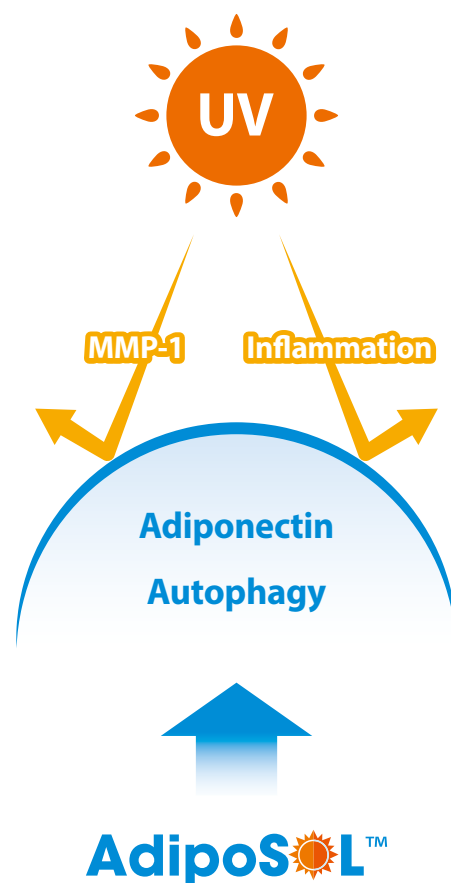 UV
MMP-1 Inflammation
Adiponectin
Autophagy
AdipoSOL™